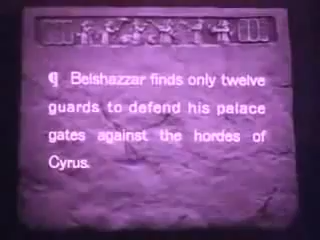 ¶ Belshazzar finds only twelve
guards to defend his palace
gates against the hordes of
Cyrus.